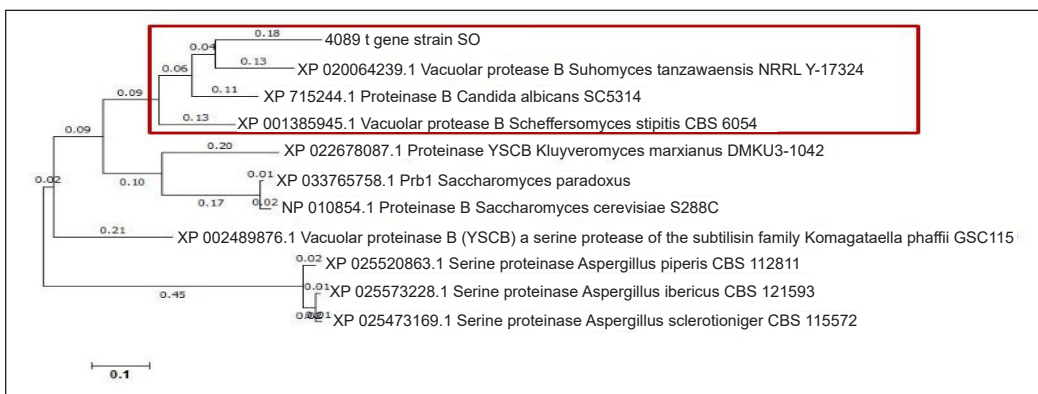 0.18
4089 t gene strain SO
0.04
0.13
XP 020064239.1 Vacuolar protease B Suhomyces tanzawaensis NRRL Y-17324
0.06
0.11
XP 715244.1 Proteinase B Candida albicans SC5314
0.09
0.13
XP 001385945.1 Vacuolar protease B Scheffersomyces stipitis CBS 6054
0.09
0.20
XP 022678087.1 Proteinase YSCB Kluyveromyces marxianus DMKU3-1042
0.10
0.01
XP 033765758.1 Prb1 Saccharomyces paradoxus
0.02
0.17
0.02
NP 010854.1 Proteinase B Saccharomyces cerevisiae S288C
0.21
XP 002489876.1 Vacuolar proteinase B (YSCB) a serine protease of the subtilisin family Komagataella phaffii GSC115
0.02
XP 025520863.1 Serine proteinase Aspergillus piperis CBS 112811
0.45
0.01
XP 025573228.1 Serine proteinase Aspergillus ibericus CBS 121593
0.01
XP 025473169.1 Serine proteinase Aspergillus sclerotioniger CBS 115572
0.1